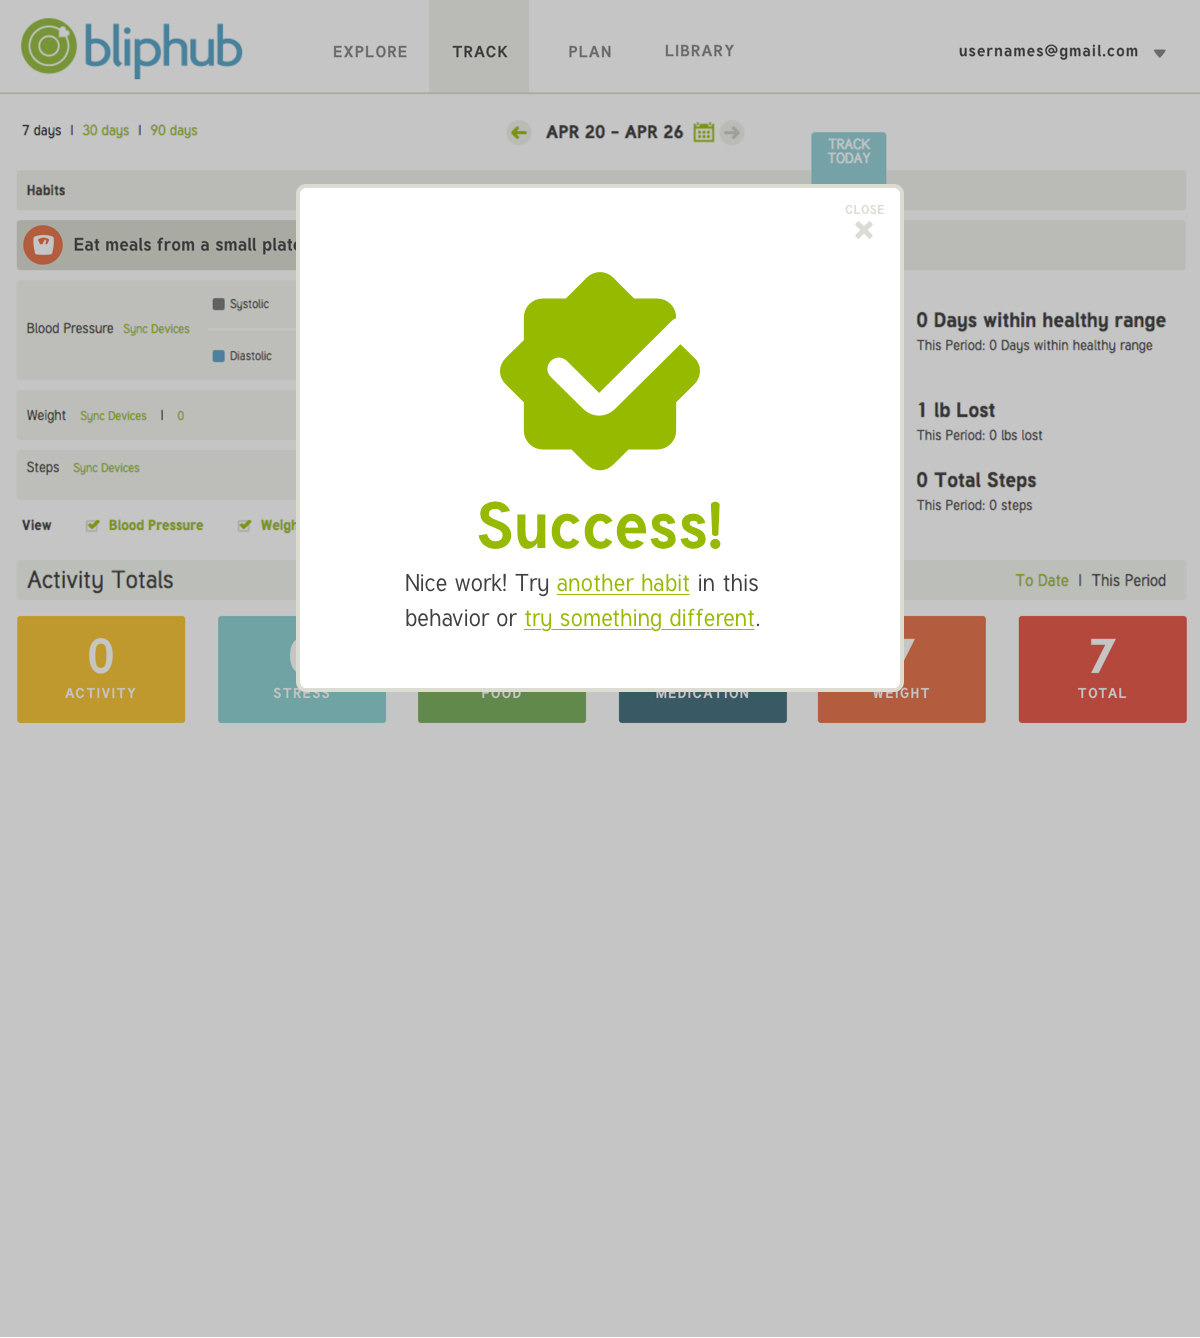 bliphub
EXPLORE TRACK PLAN LIBRARY usernames@gmail.com
7 days I 30 days I 90 days APR 20 - APR 26
TRACK
TODAY
Habits
CLOSE
Eat meals from a small plate
Systolic
Blood Pressure Sync Devices
Diastolic
0 Days within healthy range
This Period: 0 Days within healthy range
Weight Sync Devices I 0
1 lb Lost
This Period: 0 lbs lost
Steps Sync Devices
0 Total Steps
This Period: 0 steps
View Blood Pressure Weigh
Success!
Nice work! Try another habit in this
behavior or try something different.
Activity Totals To Date I This Period
0 7 7
ACTIVITY STRESS FOOD MEDICATION WEIGHT TOTAL